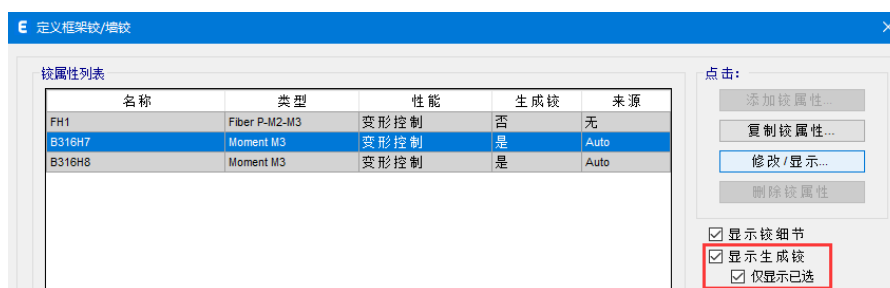 E 定义框架铰/墙铰
铰属性列表
名称 类型 性能 生成铰 来源
FH1 Fiber P-M2-M3 变形控制 否 无
B316H7 Moment M3 变形控制 是 Auto
B316H8 Moment M3 变形控制 是 Auto
点击:
添加铰属性...
复制铰属性...
修改/显示...
删除铰属性
显示铰细节
显示生成铰
仅显示已选